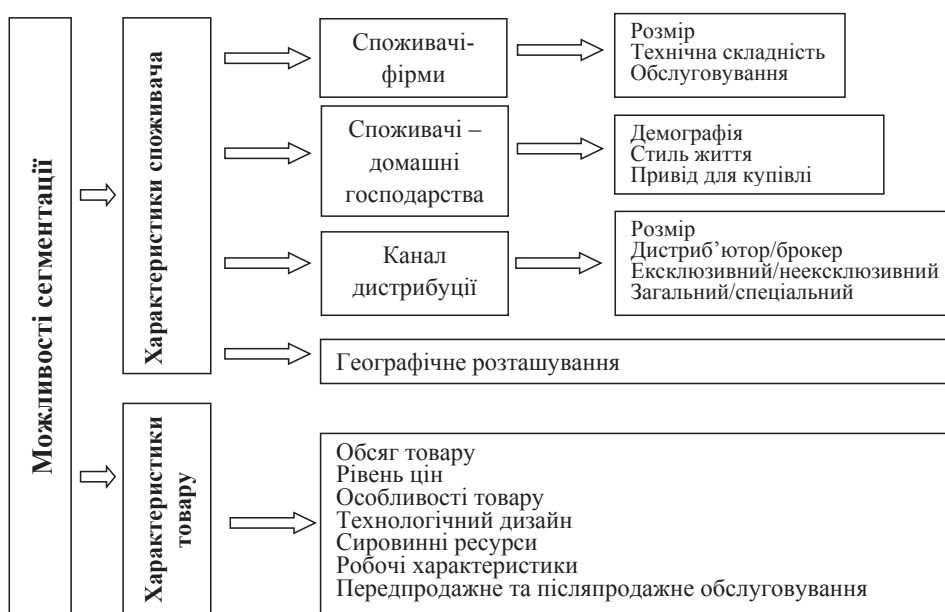 Можливості сегментації
Характеристики споживача
Споживачі-
фірми
Розмір
Технічна складність
Обслуговування
Споживачі –
домашні
господарства
Демографія
Стиль життя
Привід для купівлі
Канал
дистрибуції
Розмір
Дистриб’ютор/брокер
Ексклюзивний/неексклюзивний
Загальний/спеціальний
Географічне розташування
Характеристики
товару
Обсяг товару
Рівень цін
Особливості товару
Технологічний дизайн
Сировинні ресурси
Робочі характеристики
Передпродажне та післяпродажне обслуговування